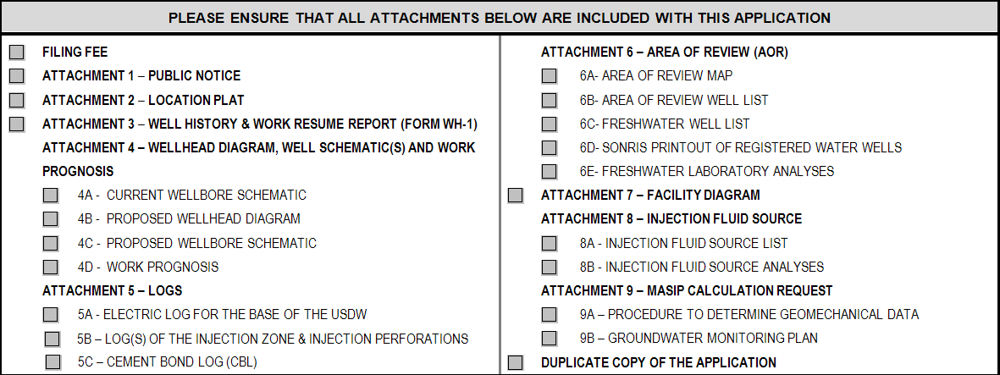 PLEASE ENSURE THAT ALL ATTACHMENTS BELOW ARE INCLUDED WITH THIS APPLICATION
FILING FEE
ATTACHMENT 1 – PUBLIC NOTICE
ATTACHMENT 2 – LOCATION PLAT
ATTACHMENT 3 – WELL HISTORY & WORK RESUME REPORT (FORM WH-1)
ATTACHMENT 4 – WELLHEAD DIAGRAM, WELL SCHEMATIC(S) AND WORK
PROGNOSIS
4A - CURRENT WELLBORE SCHEMATIC
4B - PROPOSED WELLHEAD DIAGRAM
4C - PROPOSED WELLBORE SCHEMATIC
4D - WORK PROGNOSIS
ATTACHMENT 5 – LOGS
5A - ELECTRIC LOG FOR THE BASE OF THE USDW
5B – LOG(S) OF THE INJECTION ZONE & INJECTION PERFORATIONS
5C – CEMENT BOND LOG (CBL)
ATTACHMENT 6 – AREA OF REVIEW (AOR)
6A- AREA OF REVIEW MAP
6B- AREA OF REVIEW WELL LIST
6C- FRESHWATER WELL LIST
6D- SONRIS PRINTOUT OF REGISTERED WATER WELLS
6E- FRESHWATER LABORATORY ANALYSES
ATTACHMENT 7 – FACILITY DIAGRAM
ATTACHMENT 8 – INJECTION FLUID SOURCE
8A - INJECTION FLUID SOURCE LIST
8B - INJECTION FLUID SOURCE ANALYSES
ATTACHMENT 9 – MASIP CALCULATION REQUEST
9A – PROCEDURE TO DETERMINE GEOMECHANICAL DATA
9B – GROUNDWATER MONITORING PLAN
DUPLICATE COPY OF THE APPLICATION